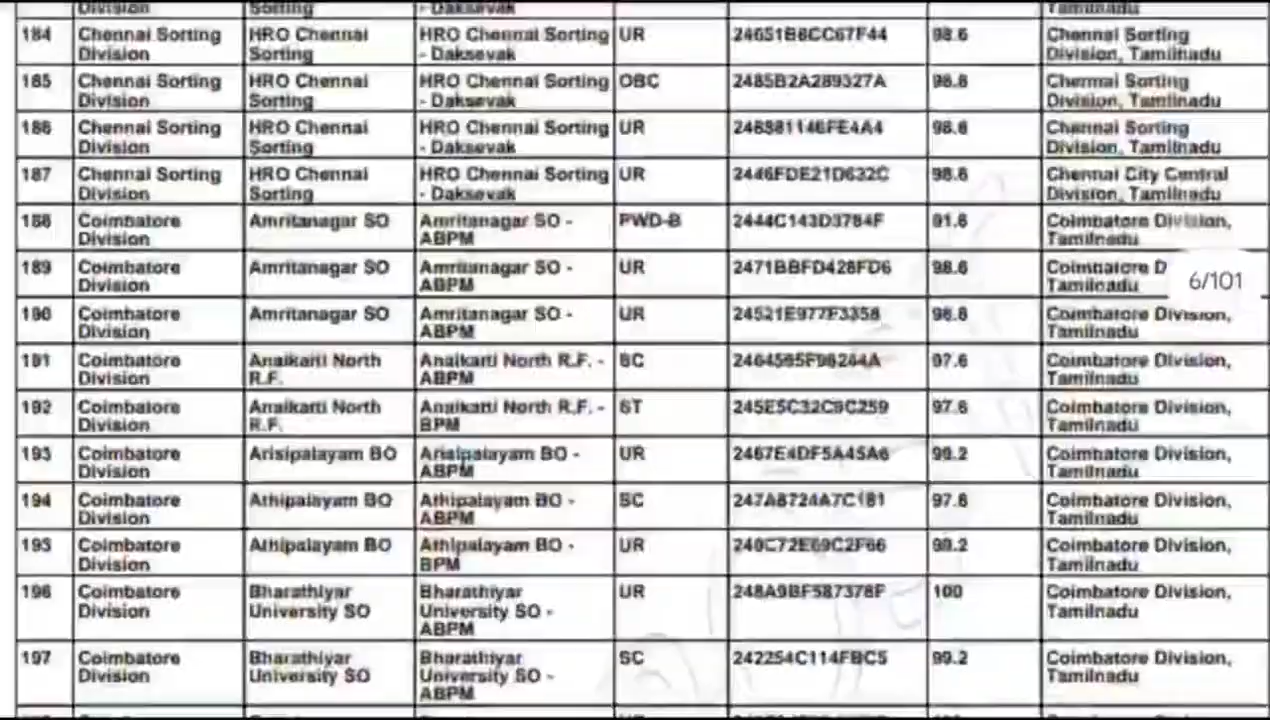 Division Sorting - Daksevak Tamilnadu
184 Chennai Sorting HRO Chennai HRO Chennai Sorting UR 98.6 Chennai Sorting
Division Sorting - Daksevak Division, Tamilnadu
185 Chennai Sorting HRO Chennai HRO Chennai Sorting OBC 2485B2A289327A 98.6 Chennai Sorting
Division Sorting - Daksevak Division, Tamilnadu
186 Chennai Sorting HRO Chennai HRO Chennai Sorting UR 98.6 Chennai Sorting
Division Sorting - Daksevak Division, Tamilnadu
187 Chennai Sorting HRO Chennai HRO Chennai Sorting UR 2446FDE21D632C 98.6 Chennai City Central
Division Sorting - Daksevak Division, Tamilnadu
188 Coimbatore Amritanagar SO Amritanagar SO - PWD-B 2444C143D3784F 91.6 Coimbatore Division,
Division ABPM Tamilnadu
189 Coimbatore Amritanagar SO Amritanagar SO - UR 2471BBFD428FD6 98.6 Coimbatore D
Division ABPM Tamilnadu
6/101
190 Coimbatore Amritanagar SO Amritanagar SO - UR 24521E977F3358 98.6 Coimbatore Division,
Division ABPM Tamilnadu
191 Coimbatore Anaikatti North Anaikatti North R.F. - SC 97.6 Coimbatore Division,
Division R.F. ABPM Tamilnadu
192 Coimbatore Anaikatti North Anaikatti North R.F. - ST 245E5C32C9C259 97.6 Coimbatore Division,
Division R.F. BPM Tamilnadu
193 Coimbatore Arisipalayam BO Arisipalayam BO - UR 2467E4DF5A45A6 99.2 Coimbatore Division,
Division ABPM Tamilnadu
194 Coimbatore Athipalayam BO Athipalayam BO - SC 247A8724A7C181 97.6 Coimbatore Division,
Division ABPM Tamilnadu
195 Coimbatore Athipalayam BO Athipalayam BO - UR 99.2 Coimbatore Division,
Division BPM Tamilnadu
196 Coimbatore Bharathiyar Bharathiyar UR 248A9BF587378F 100 Coimbatore Division,
Division University SO University SO - Tamilnadu
ABPM
197 Coimbatore Bharathiyar Bharathiyar SC 242254C114FBC5 99.2 Coimbatore Division,
Division University SO University SO - Tamilnadu
ABPM